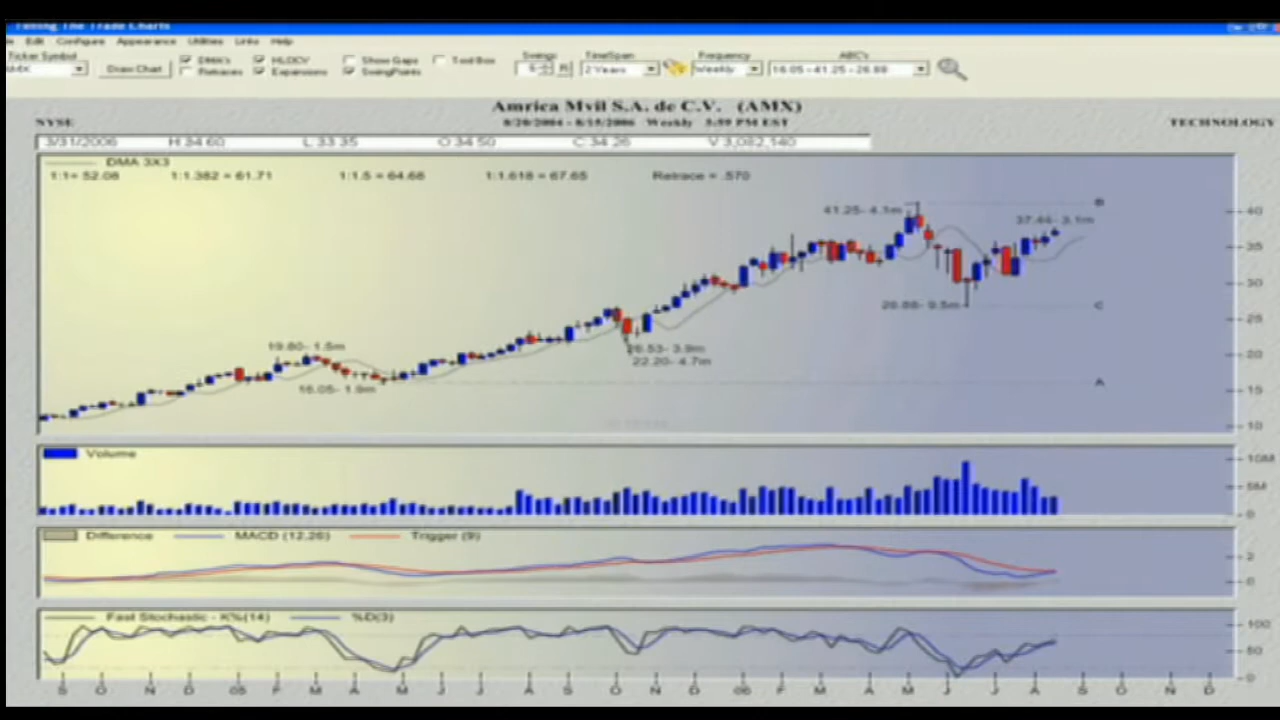 Timing The Trade Charts
Edit Configure Appearance Utilities Links Help
Ticker Symbol DMA's HLOCV Show Gaps Tool Box Swings TimeSpan Frequency ABC's
AMX Draw Chart Retraces Expansions SwingPoints 2 Years Weekly 16.05 - 41.25 - 26.88
Amrica Mvil S.A. de C.V. (AMX)
NYSE 8/20/2004 - 8/15/2006 Weekly 3:59 PM EST TECHNOLOGY
3/31/2006 H 34.60 L 33.35 O 34.50 C 34.26 V 3,082,140
DMA 3X3
1:1= 52.08 1:1.382 = 61.71 1:1.5 = 64.68 1:1.618 = 67.65 Retrace = .570
41.25- 4.1m B 40
37.46- 3.1m
35
30
26.88- 9.5m C
25
19.80- 1.5m 26.53- 3.9m 20
22.20- 4.7m
16.05- 1.9m A 15
10
Volume 10M
5M
0
Difference MACD (12,26) Trigger (9)
2
0
Fast Stochastic - K%(14) %D(3) 100
50
0
S O N D 05 F M A M J J A S O N D 06 F M A M J J A S O N D